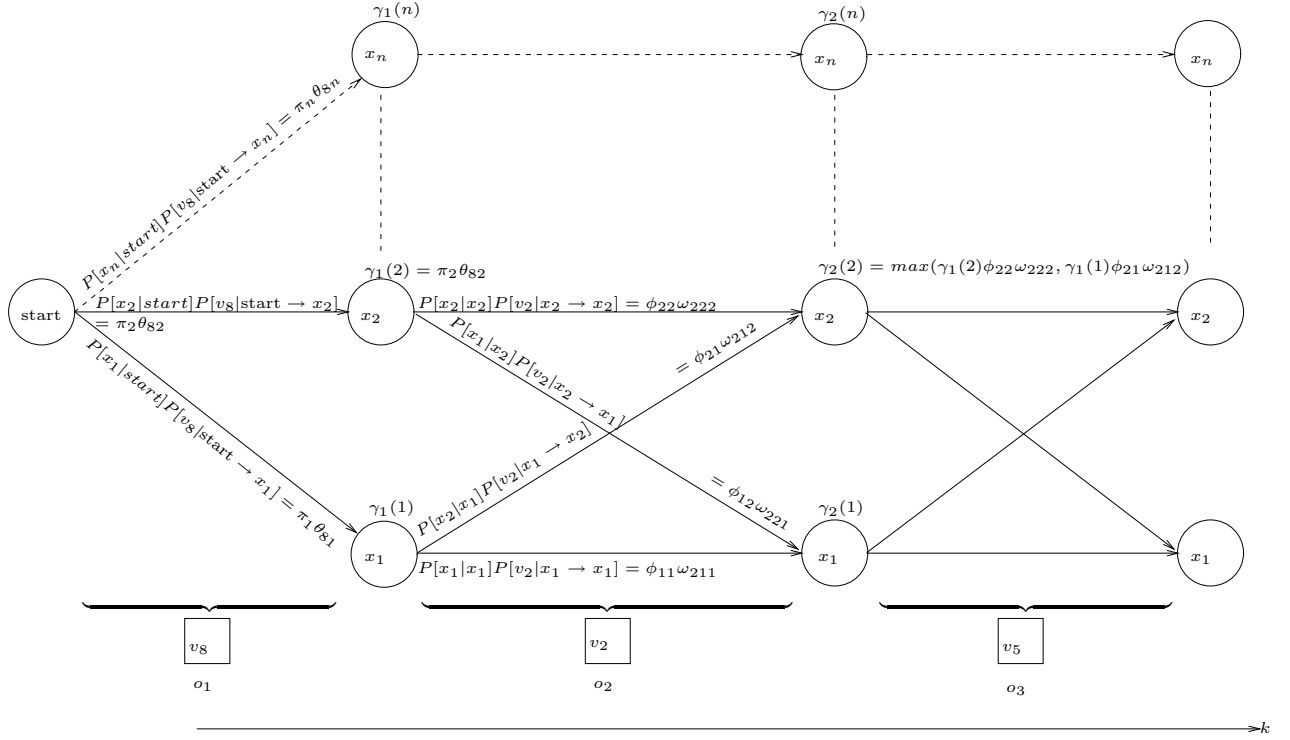 γ₁(n)
γ₂(n)
xₙ
xₙ
xₙ
P[xₙ|start]P[v₈|start → xₙ] = πₙθ₈ₙ
γ₁(2) = π₂θ₈₂
γ₂(2) = max(γ₁(2)φ₂₂ω₂₂₂, γ₁(1)φ₂₁ω₂₁₂)
start
P[x₂|start]P[v₈|start → x₂]
= π₂θ₈₂
x₂
P[x₂|x₂]P[v₂|x₂ → x₂] = φ₂₂ω₂₂₂
x₂
x₂
P[x₁|start]P[v₈|start → x₁] = π₁θ₈₁
P[x₁|x₂]P[v₂|x₂ → x₁]
= φ₁₂ω₂₂₁
P[x₂|x₁]P[v₂|x₁ → x₂]
= φ₂₁ω₂₁₂
γ₁(1)
γ₂(1)
x₁
x₁
x₁
P[x₁|x₁]P[v₂|x₁ → x₁] = φ₁₁ω₂₁₁
v₈
v₂
v₅
o₁
o₂
o₃
k